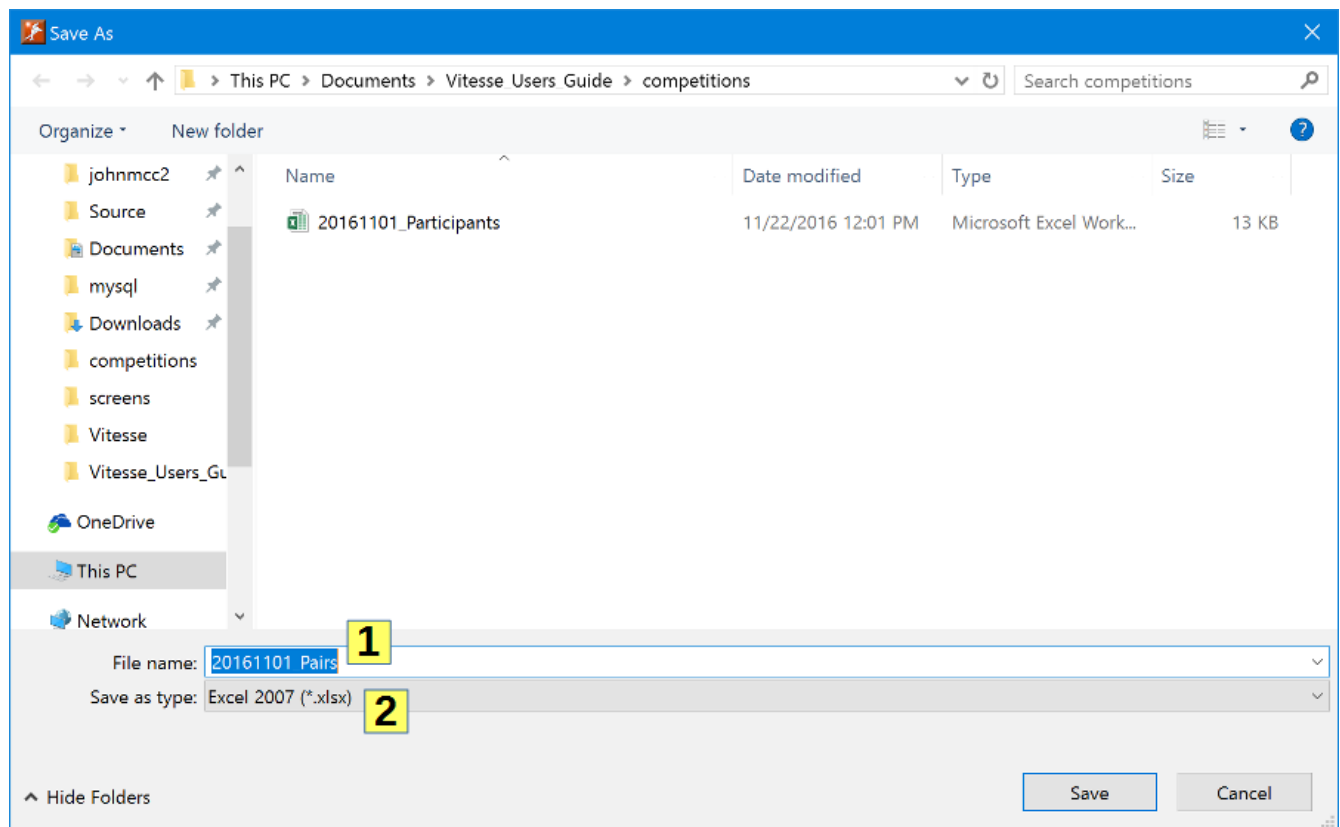 Save As
This PC > Documents > Vitesse_Users_Guide > competitions
Search competitions
Organize
New folder
?
Name
Date modified
Type
Size
johnmcc2
20161101_Participants
11/22/2016 12:01 PM
Microsoft Excel Work...
13 KB
Source
Documents
mysql
Downloads
competitions
screens
Vitesse
Vitesse_Users_Gu
OneDrive
This PC
Network
1
File name: 20161101_Pairs
Save as type: Excel 2007 (*.xlsx)
2
Hide Folders
Save
Cancel